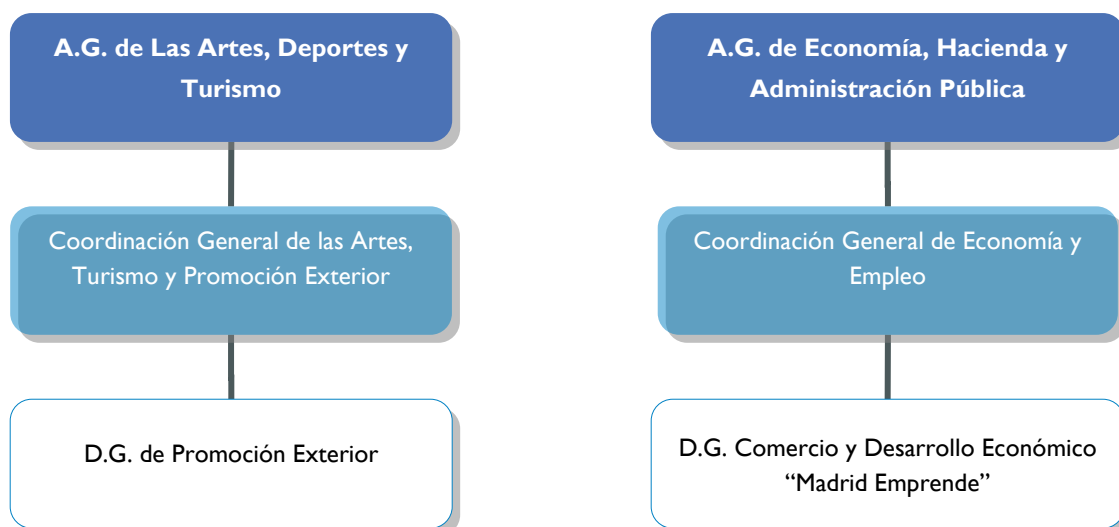 A.G. de Las Artes, Deportes y
Turismo
Coordinación General de las Artes,
Turismo y Promoción Exterior
D.G. de Promoción Exterior
A.G. de Economía, Hacienda y
Administración Pública
Coordinación General de Economía y
Empleo
D.G. Comercio y Desarrollo Económico
“Madrid Emprende”